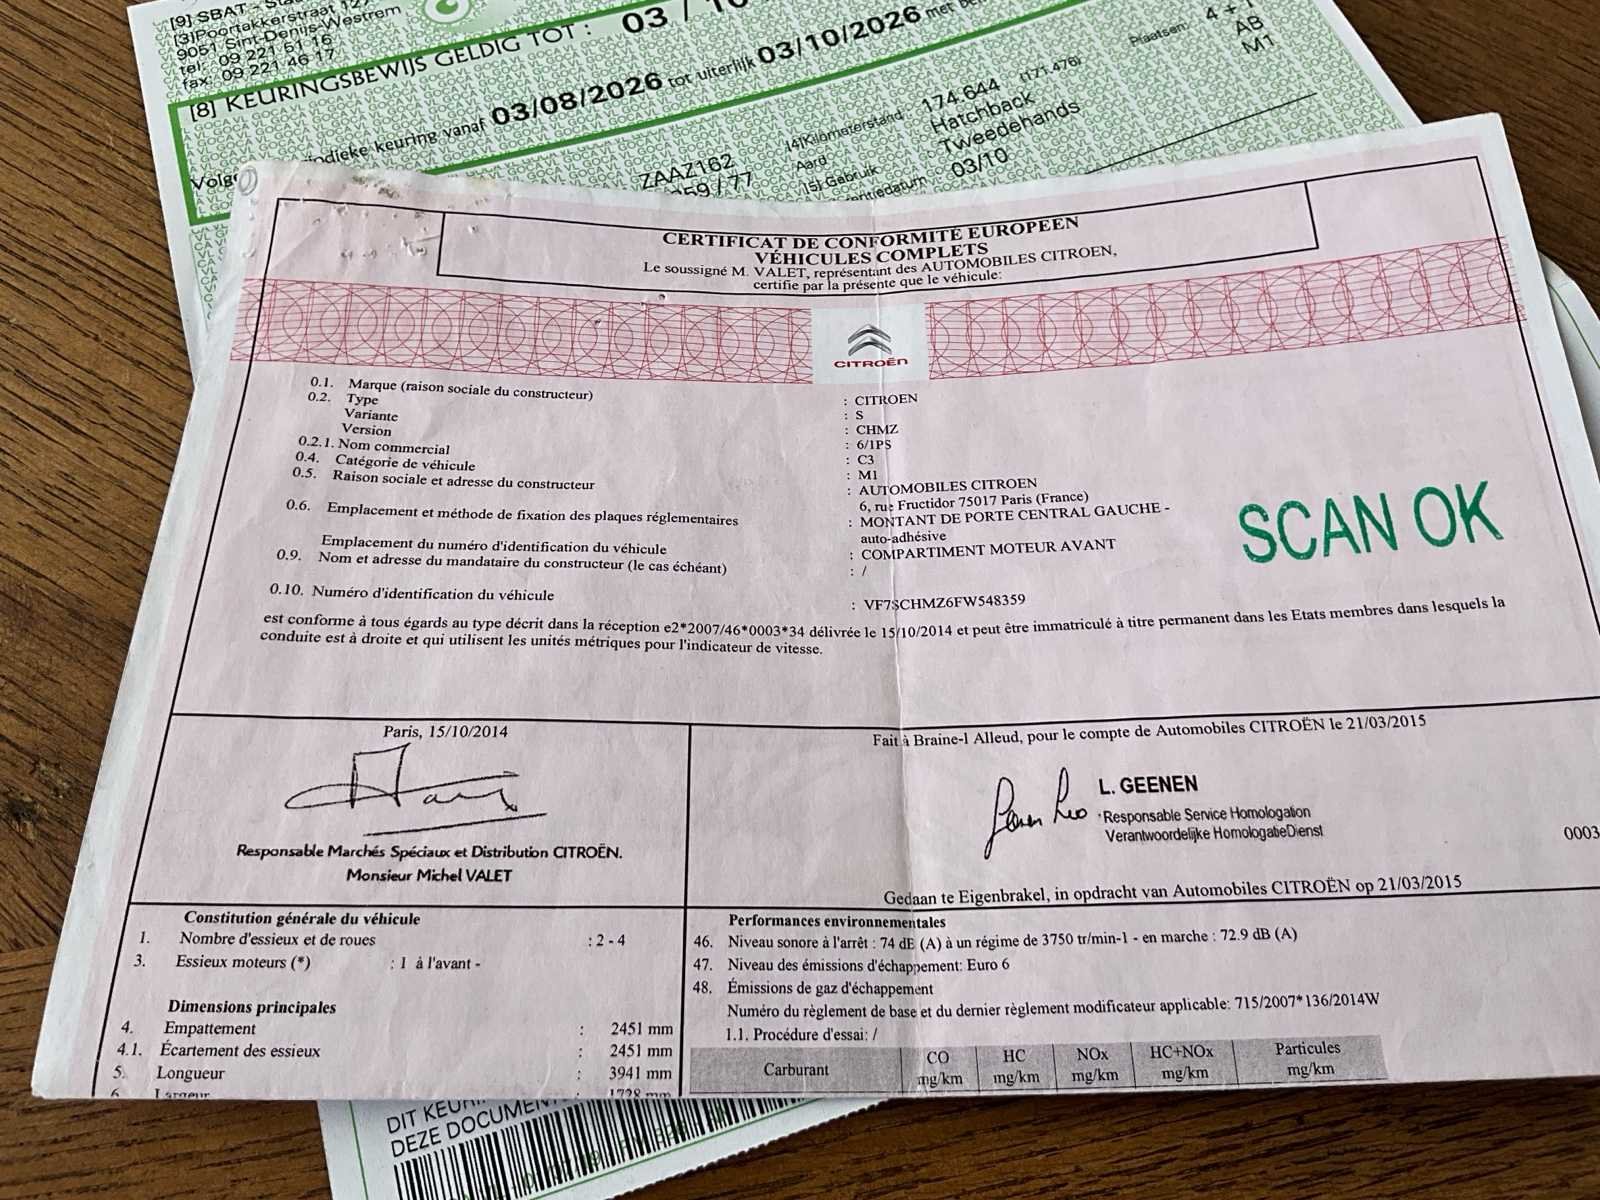 [9] SBAT -
[3]Poortakkerstraat 127
9051 Sint-Denijs-Westrem
tel: 09 221 51 16
fax: 09 221 46 17
[8] KEURINGSBEWIJS GELDIG TOT : 03 / 10
keuring vanaf 03/08/2026 tot uiterlijk 03/10/2026 met
ZAAZ162
[4]Kilometerstand 174.644 (171.476)
Aard Hatchback
[5] Gebruik Tweedehands
03/10
Plaatsen: 4 + 1
AB
M1
CERTIFICAT DE CONFORMITE EUROPEEN
VÉHICULES COMPLETS
Le soussigné M. VALET, représentant des AUTOMOBILES CITROEN,
certifie par la présente que le véhicule:
CITROËN
0.1. Marque (raison sociale du constructeur) : CITROEN
0.2. Type : S
Variante : CHMZ
Version : 6/1PS
0.2.1. Nom commercial : C3
0.4. Catégorie de véhicule : M1
0.5. Raison sociale et adresse du constructeur : AUTOMOBILES CITROEN
6, rue Fructidor 75017 Paris (France)
0.6. Emplacement et méthode de fixation des plaques réglementaires : MONTANT DE PORTE CENTRAL GAUCHE -
auto-adhésive
Emplacement du numéro d'identification du véhicule : COMPARTIMENT MOTEUR AVANT
0.9. Nom et adresse du mandataire du constructeur (le cas échéant) : /
0.10. Numéro d'identification du véhicule : VF7SCHMZ6FW548359
SCAN OK
est conforme à tous égards au type décrit dans la réception e2*2007/46*0003*34 délivrée le 15/10/2014 et peut être immatriculé à titre permanent dans les Etats membres dans lesquels la
conduite est à droite et qui utilisent les unités métriques pour l'indicateur de vitesse.
Paris, 15/10/2014
Responsable Marchés Spéciaux et Distribution CITROËN.
Monsieur Michel VALET
Fait à Braine-l Alleud, pour le compte de Automobiles CITROËN le 21/03/2015
L. GEENEN
Responsable Service Homologation
Verantwoordelijke HomologatieDienst
0003
Gedaan te Eigenbrakel, in opdracht van Automobiles CITROËN op 21/03/2015
Constitution générale du véhicule
1. Nombre d'essieux et de roues : 2 - 4
3. Essieux moteurs (*) : 1 à l'avant -
Dimensions principales
4. Empattement : 2451 mm
4.1. Écartement des essieux : 2451 mm
5. Longueur : 3941 mm
6. Largeur : 1728 mm
Performances environnementales
46. Niveau sonore à l'arrêt : 74 dE (A) à un régime de 3750 tr/min-1 - en marche : 72.9 dB (A)
47. Niveau des émissions d'échappement: Euro 6
48. Émissions de gaz d'échappement
Numéro du règlement de base et du dernier règlement modificateur applicable: 715/2007*136/2014W
1.1. Procédure d'essai: /
Carburant CO mg/km HC mg/km NOx mg/km HC+NOx mg/km Particules mg/km
DIT
DEZE